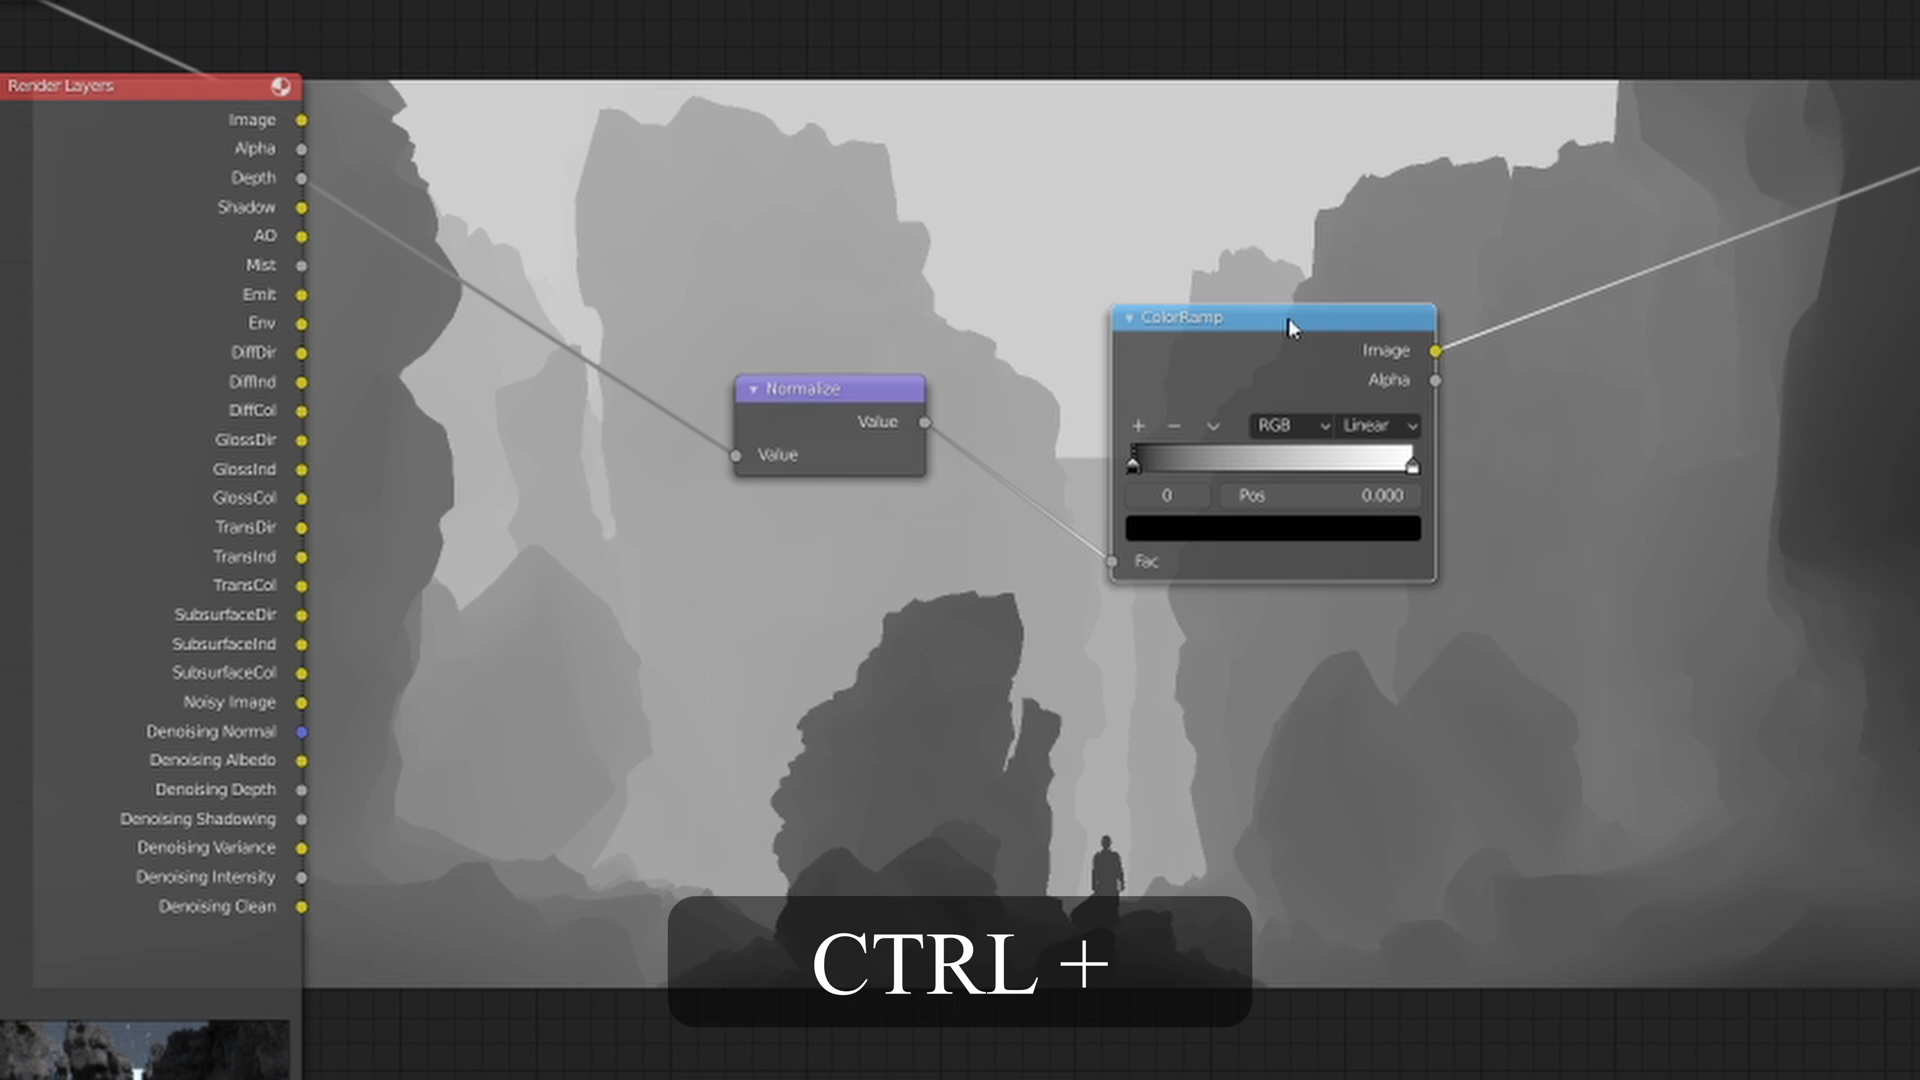 Render Layers
Image
Alpha
Depth
Shadow
AO
Mist
Emit
Env
DiffDir
DiffInd
DiffCol
GlossDir
GlossInd
GlossCol
TransDir
TransInd
TransCol
SubsurfaceDir
SubsurfaceInd
SubsurfaceCol
Noisy Image
Denoising Normal
Denoising Albedo
Denoising Depth
Denoising Shadowing
Denoising Variance
Denoising Intensity
Denoising Clean
Normalize
Value
Value
ColorRamp
Image
Alpha
+ − RGB Linear
0 Pos 0.000
Fac
CTRL +